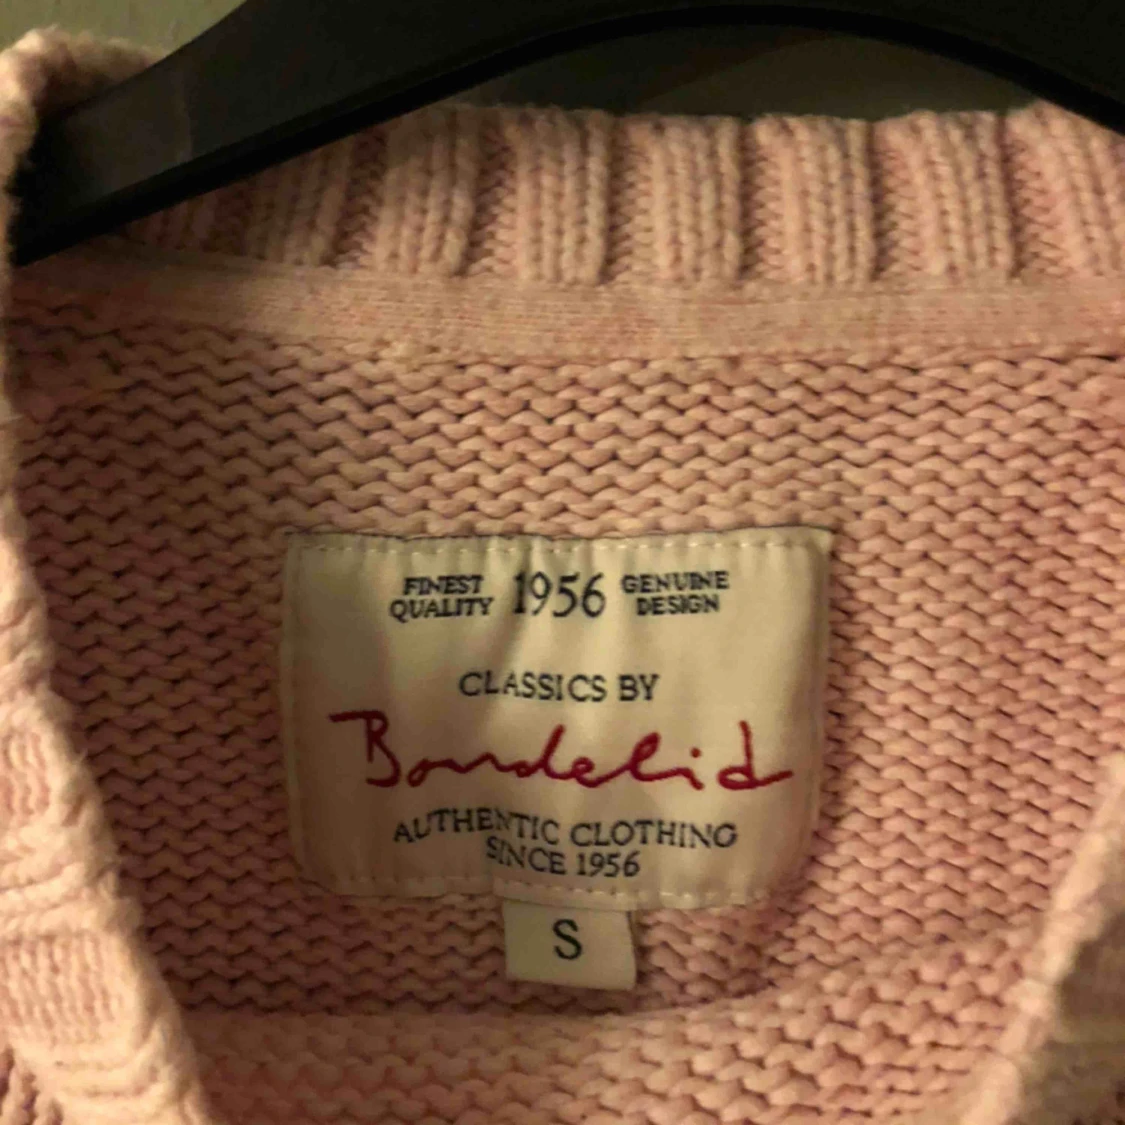 FINEST QUALITY 1956 GENUINE DESIGN
CLASSICS BY
Bondelid
AUTHENTIC CLOTHING
SINCE 1956
S